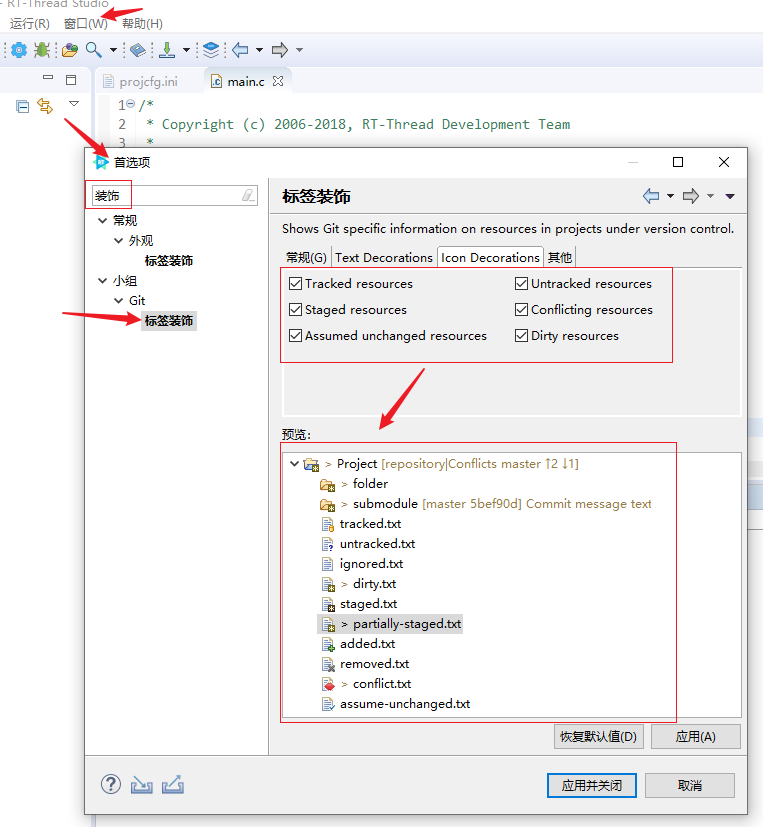 - RT-Thread Studio
运行(R) 窗口(W) 帮助(H)
projcfg.ini main.c
1 /*
2 * Copyright (c) 2006-2018, RT-Thread Development Team
3 *
首选项
装饰
常规
外观
标签装饰
小组
Git
标签装饰
标签装饰
Shows Git specific information on resources in projects under version control.
常规(G) Text Decorations Icon Decorations 其他
Tracked resources Untracked resources
Staged resources Conflicting resources
Assumed unchanged resources Dirty resources
预览:
> Project [repository|Conflicts master ↑2 ↓1]
> folder
> submodule [master 5bef90d] Commit message text
tracked.txt
untracked.txt
ignored.txt
> dirty.txt
staged.txt
> partially-staged.txt
added.txt
removed.txt
> conflict.txt
assume-unchanged.txt
恢复默认值(D) 应用(A)
应用并关闭 取消